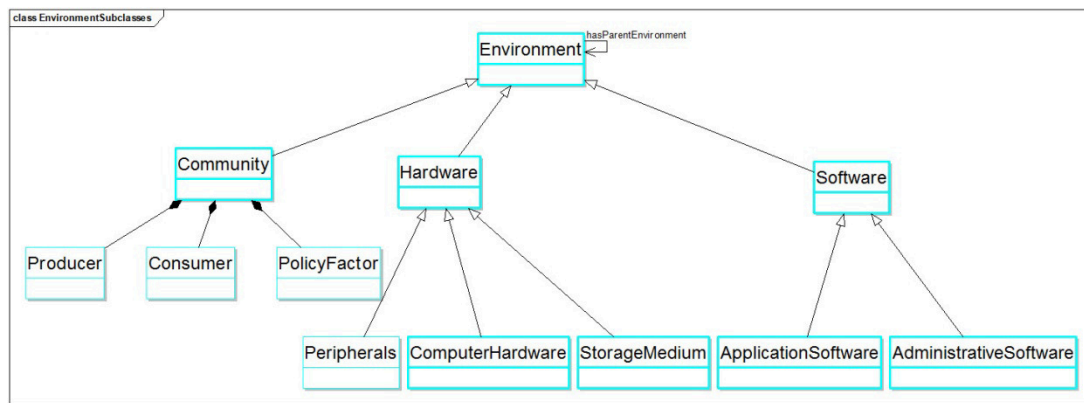 class EnvironmentSubclasses
hasParentEnvironment
Environment
Community
Hardware
Software
Producer
Consumer
PolicyFactor
Peripherals
ComputerHardware
StorageMedium
ApplicationSoftware
AdministrativeSoftware